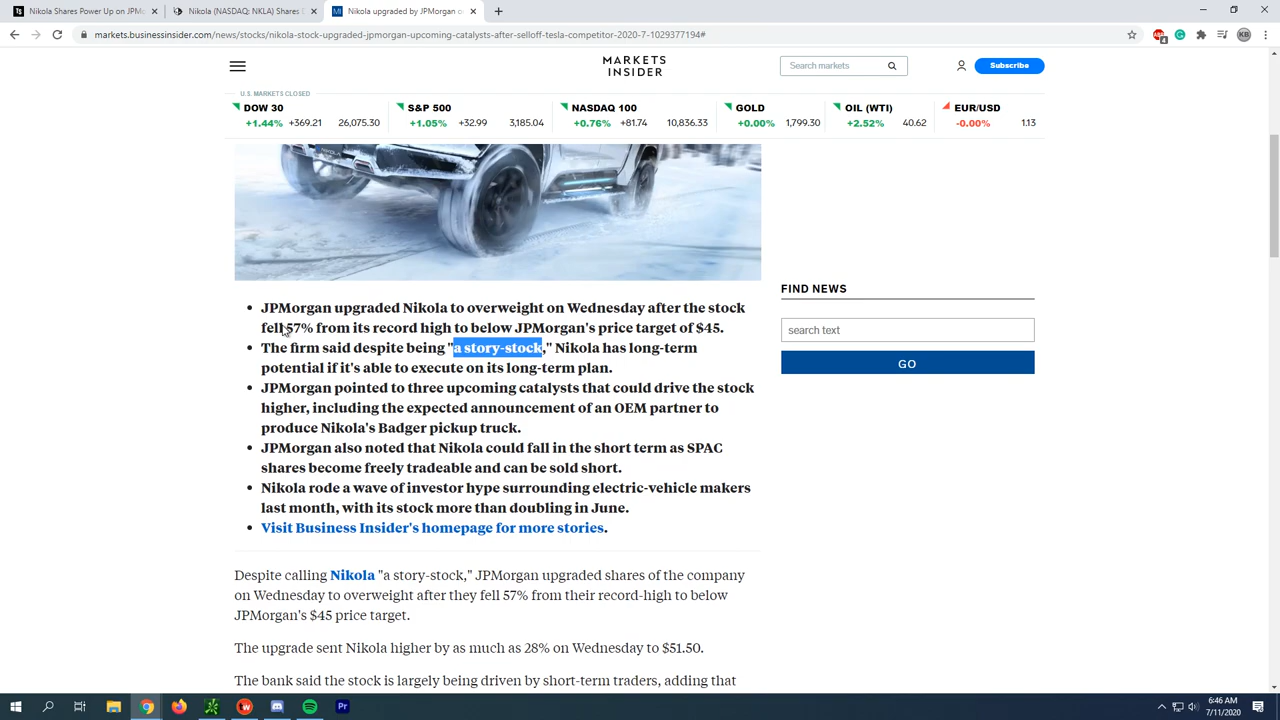 Nikola Shares Power Up on JPMo
Nikola (NASDAQ: NKLA) Shares E
Nikola upgraded by JPMorgan o
markets.businessinsider.com/news/stocks/nikola-stock-upgraded-jpmorgan-upcoming-catalysts-after-selloff-tesla-competitor-2020-7-1029377194#
MARKETS
INSIDER
Search markets
Subscribe
U.S. MARKETS CLOSED
DOW 30
+1.44% +369.21 26,075.30
S&P 500
+1.05% +32.99 3,185.04
NASDAQ 100
+0.76% +81.74 10,836.33
GOLD
+0.00% 1,799.30
OIL (WTI)
+2.52% 40.62
EUR/USD
-0.00% 1.13
JPMorgan upgraded Nikola to overweight on Wednesday after the stock
fell 57% from its record high to below JPMorgan's price target of $45.
The firm said despite being "a story-stock," Nikola has long-term
potential if it's able to execute on its long-term plan.
JPMorgan pointed to three upcoming catalysts that could drive the stock
higher, including the expected announcement of an OEM partner to
produce Nikola's Badger pickup truck.
JPMorgan also noted that Nikola could fall in the short term as SPAC
shares become freely tradeable and can be sold short.
Nikola rode a wave of investor hype surrounding electric-vehicle makers
last month, with its stock more than doubling in June.
Visit Business Insider's homepage for more stories.
FIND NEWS
search text
GO
Despite calling Nikola "a story-stock," JPMorgan upgraded shares of the company
on Wednesday to overweight after they fell 57% from their record-high to below
JPMorgan's $45 price target.
The upgrade sent Nikola higher by as much as 28% on Wednesday to $51.50.
The bank said the stock is largely being driven by short-term traders, adding that
6:46 AM
7/11/2020